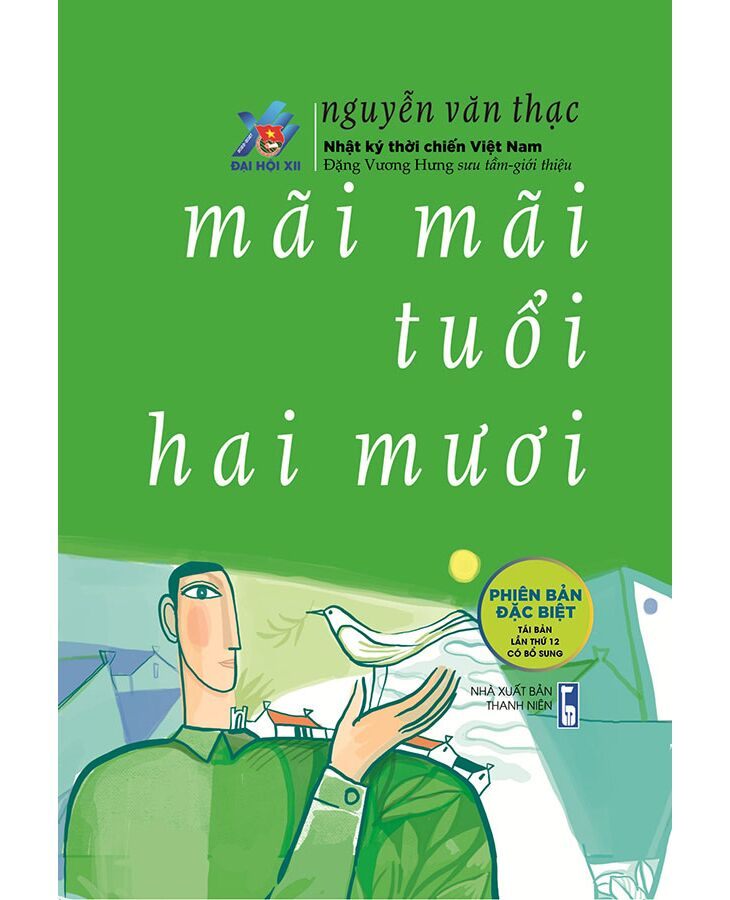 nguyễn văn thạc
Nhật ký thời chiến Việt Nam
Đặng Vương Hưng sưu tầm-giới thiệu
ĐẠI HỘI XII
mãi mãi
tuổi
hai mươi
PHIÊN BẢN
ĐẶC BIỆT
TÁI BẢN
LẦN THỨ 12
CÓ BỔ SUNG
NHÀ XUẤT BẢN
THANH NIÊN